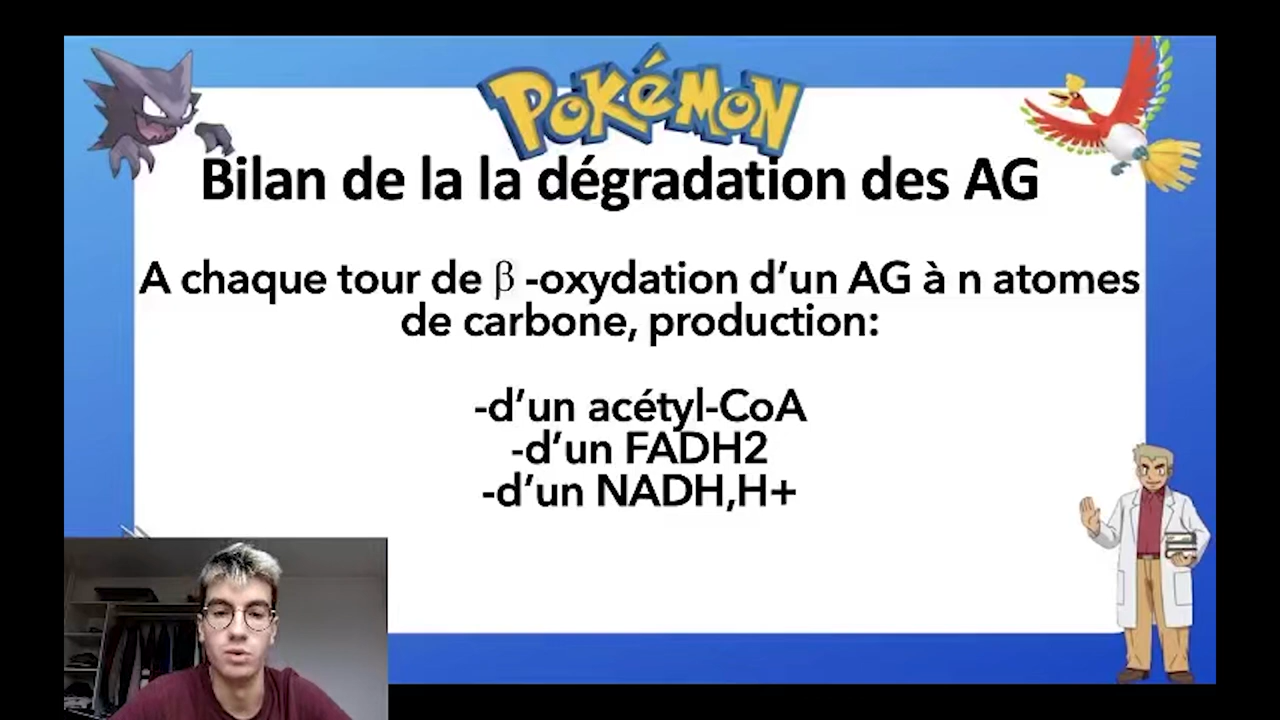 POKéMON
Bilan de la la dégradation des AG
A chaque tour de β -oxydation d’un AG à n atomes
de carbone, production:
-d’un acétyl-CoA
-d’un FADH2
-d’un NADH,H+